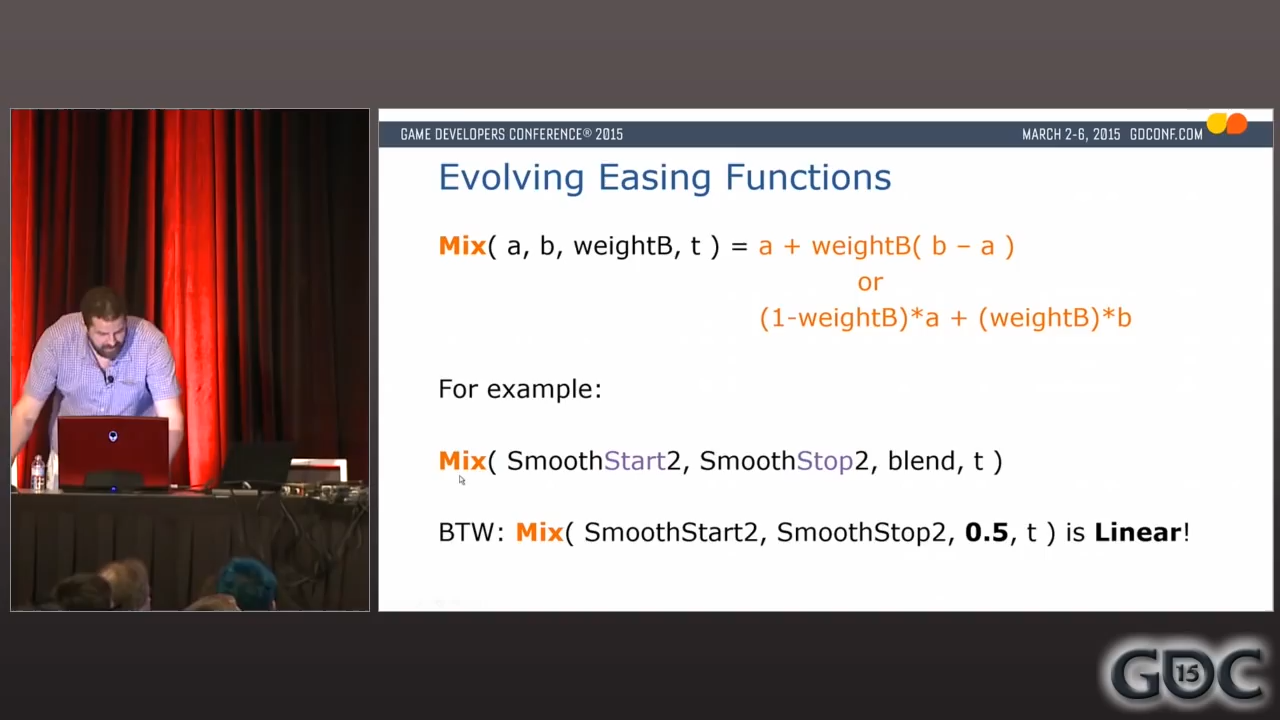 GAME DEVELOPERS CONFERENCE® 2015
MARCH 2-6, 2015 GDCONF.COM
Evolving Easing Functions
Mix( a, b, weightB, t ) = a + weightB( b – a )
or
(1-weightB)*a + (weightB)*b
For example:
Mix( SmoothStart2, SmoothStop2, blend, t )
BTW: Mix( SmoothStart2, SmoothStop2, 0.5, t ) is Linear!
GDC 15